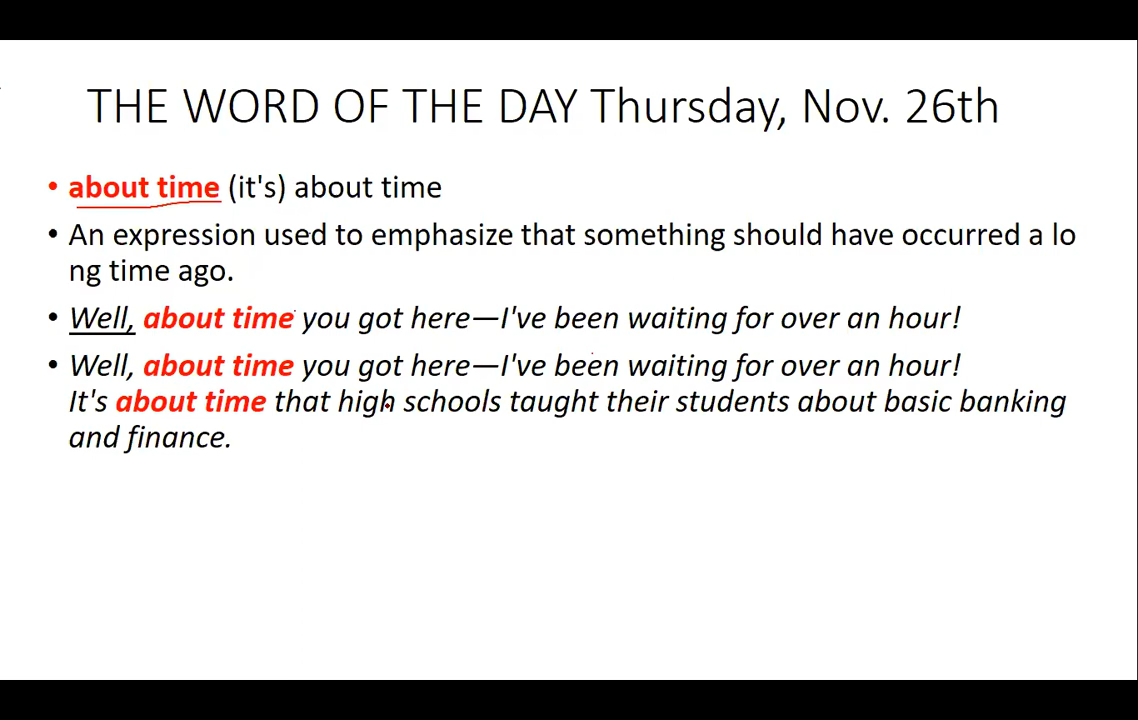 THE WORD OF THE DAY Thursday, Nov. 26th
• about time (it's) about time
• An expression used to emphasize that something should have occurred a lo
ng time ago.
• Well, about time you got here—I've been waiting for over an hour!
• Well, about time you got here—I've been waiting for over an hour!
It's about time that high schools taught their students about basic banking
and finance.